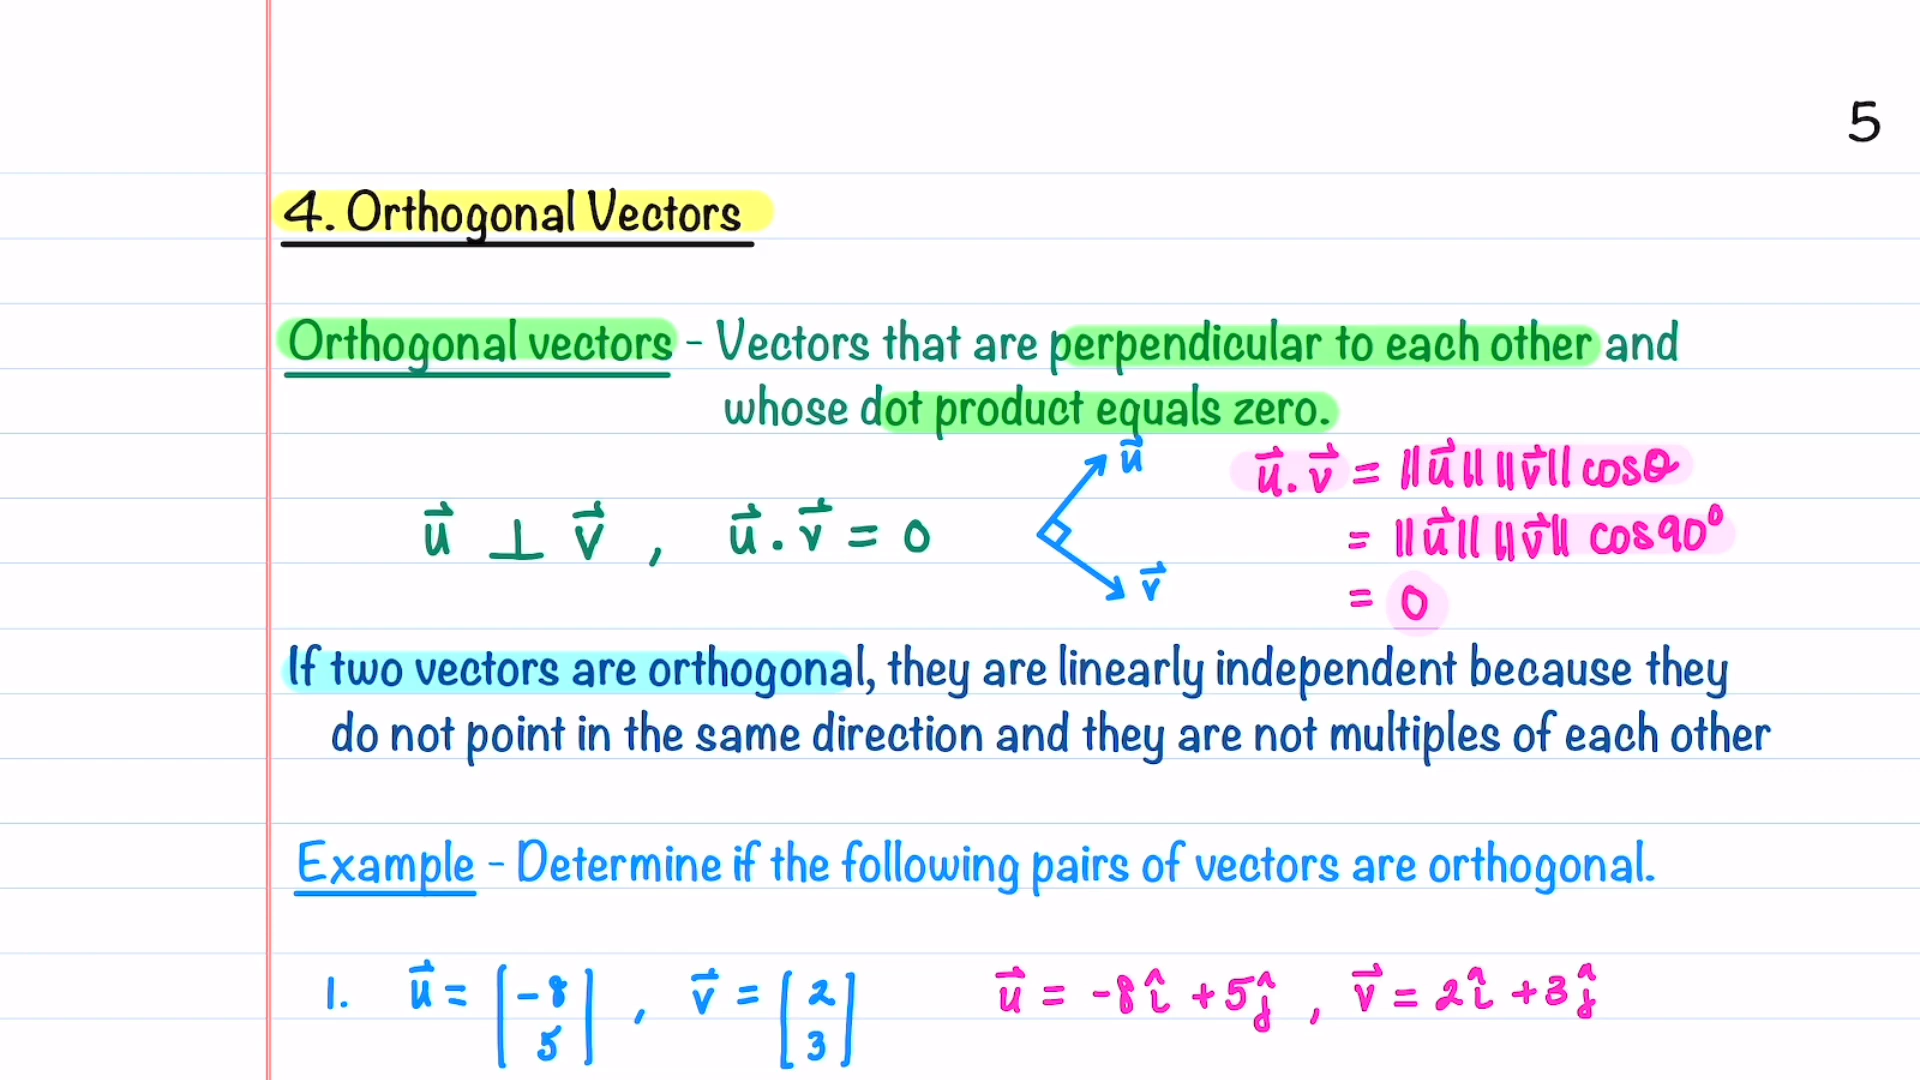 5
4. Orthogonal Vectors
Orthogonal vectors - Vectors that are perpendicular to each other and
whose dot product equals zero.
u⃗ ⊥ v⃗ , u⃗ . v⃗ = 0
u⃗
v⃗
u⃗ . v⃗ = ||u⃗|| ||v⃗|| cosθ
= ||u⃗|| ||v⃗|| cos90°
= 0
If two vectors are orthogonal, they are linearly independent because they
do not point in the same direction and they are not multiples of each other
Example - Determine if the following pairs of vectors are orthogonal.
1. u⃗ = [-8 5] , v⃗ = [2 3] u⃗ = -8î + 5ĵ , v⃗ = 2î + 3ĵ